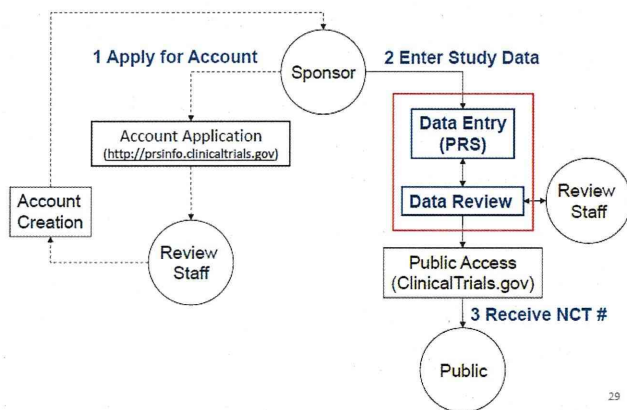 1 Apply for Account
Sponsor
2 Enter Study Data
Account Application
(http://prsinfo.clinicaltrials.gov)
Data Entry
(PRS)
Account
Creation
Review
Staff
Data Review
Review
Staff
Public Access
(ClinicalTrials.gov)
3 Receive NCT #
Public
29